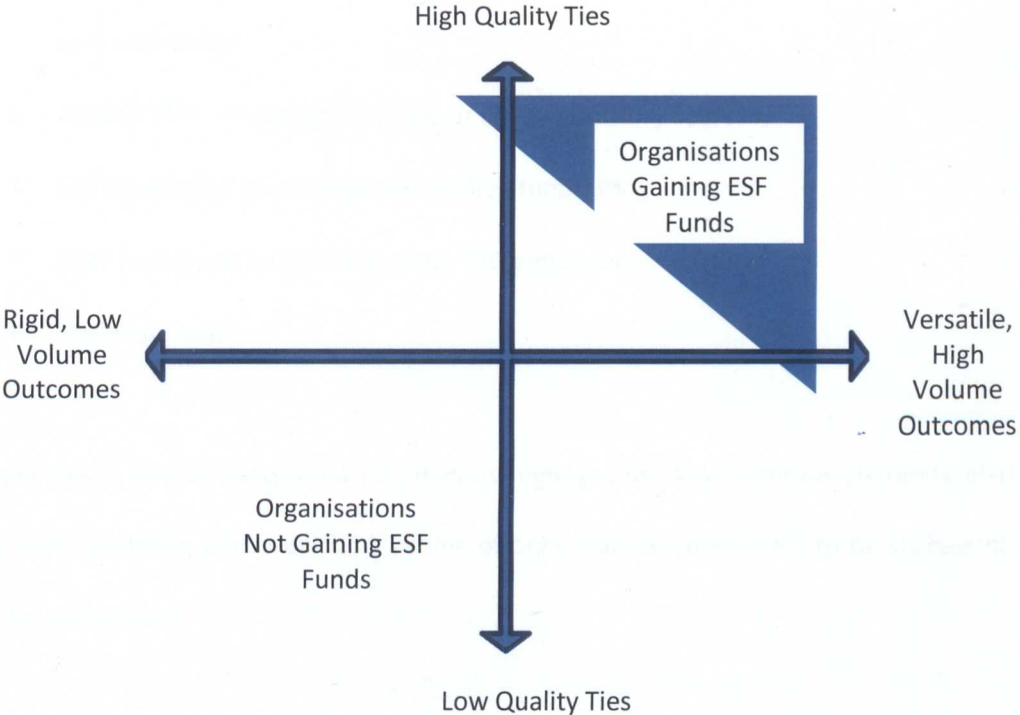 High Quality Ties
Organisations
Gaining ESF
Funds
Rigid, Low
Volume
Outcomes
Versatile,
High
Volume
Outcomes
Organisations
Not Gaining ESF
Funds
Low Quality Ties